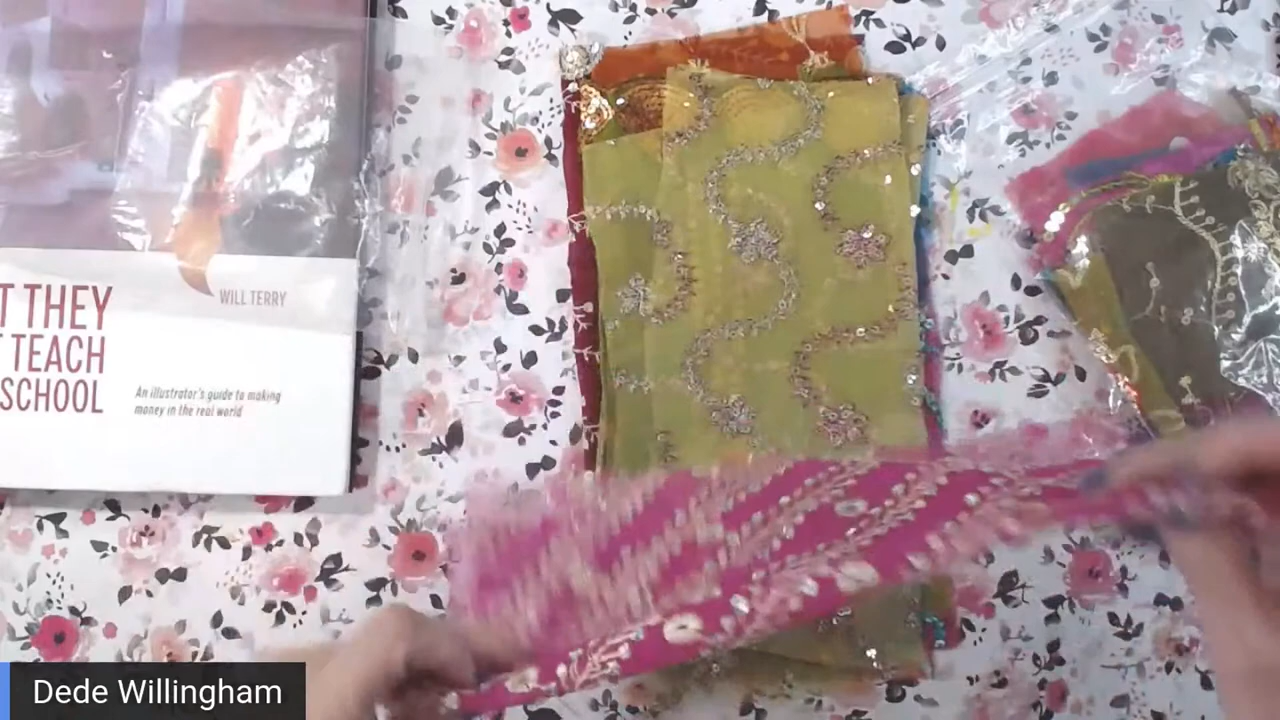 T THEY
T TEACH
SCHOOL
WILL TERRY
An illustrator's guide to making
money in the real world
Dede Willingham